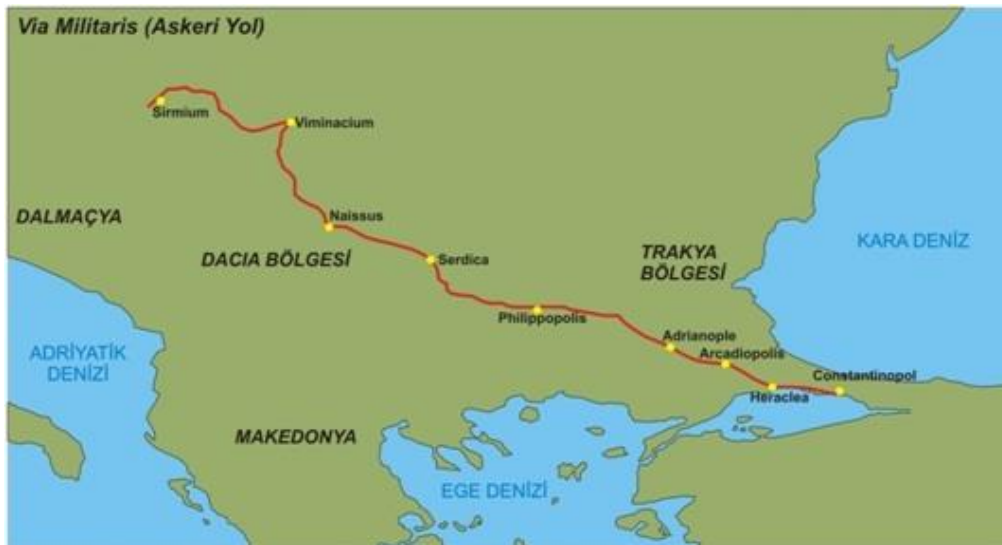 Via Militaris (Askeri Yol)
Sirmium
Viminacium
DALMAÇYA
Naissus
DACIA BÖLGESİ
Serdica
TRAKYA
BÖLGESİ
KARA DENİZ
Philippopolis
ADRİYATİK
DENİZİ
Adrianople
Arcadiopolis
Constantinopol
Heraclea
MAKEDONYA
EGE DENİZİ